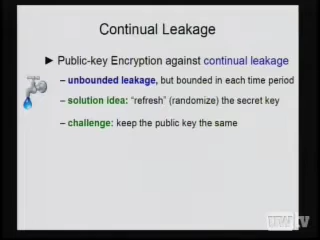 Continual Leakage
► Public-key Encryption against continual leakage
– unbounded leakage, but bounded in each time period
– solution idea: “refresh” (randomize) the secret key
– challenge: keep the public key the same
UWTV